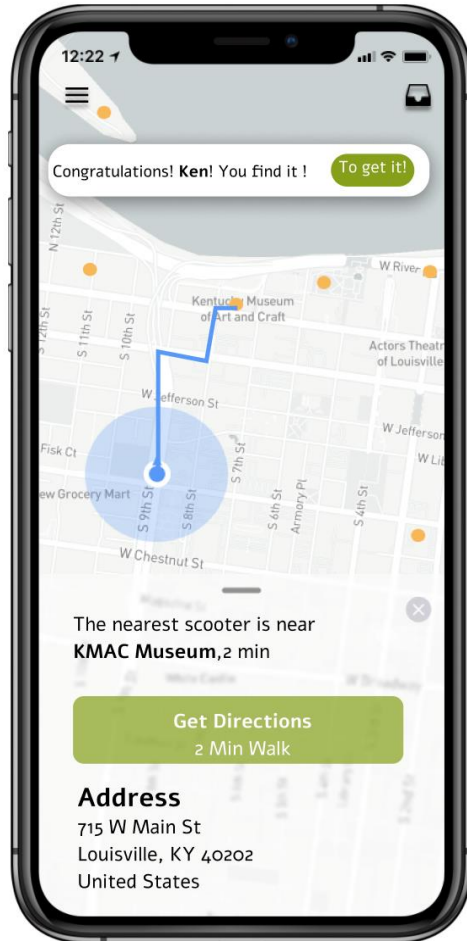 12:22
Congratulations! Ken! You find it !
To get it!
N 12th St
W River
Kentucky Museum
of Art and Craft
S 12th St
S 11th St
S 10th St
Actors Theatr
of Louisville
W Jefferson St
W Jefferson
Fisk Ct
S 7th St
W Lib
ew Grocery Mart
S 9th St
S 8th St
S 6th St
Armory Pl
S 4th St
W Chestnut St
The nearest scooter is near
KMAC Museum,2 min
W Broadway
Get Directions
2 Min Walk
Address
715 W Main St
Louisville, KY 40202
United States